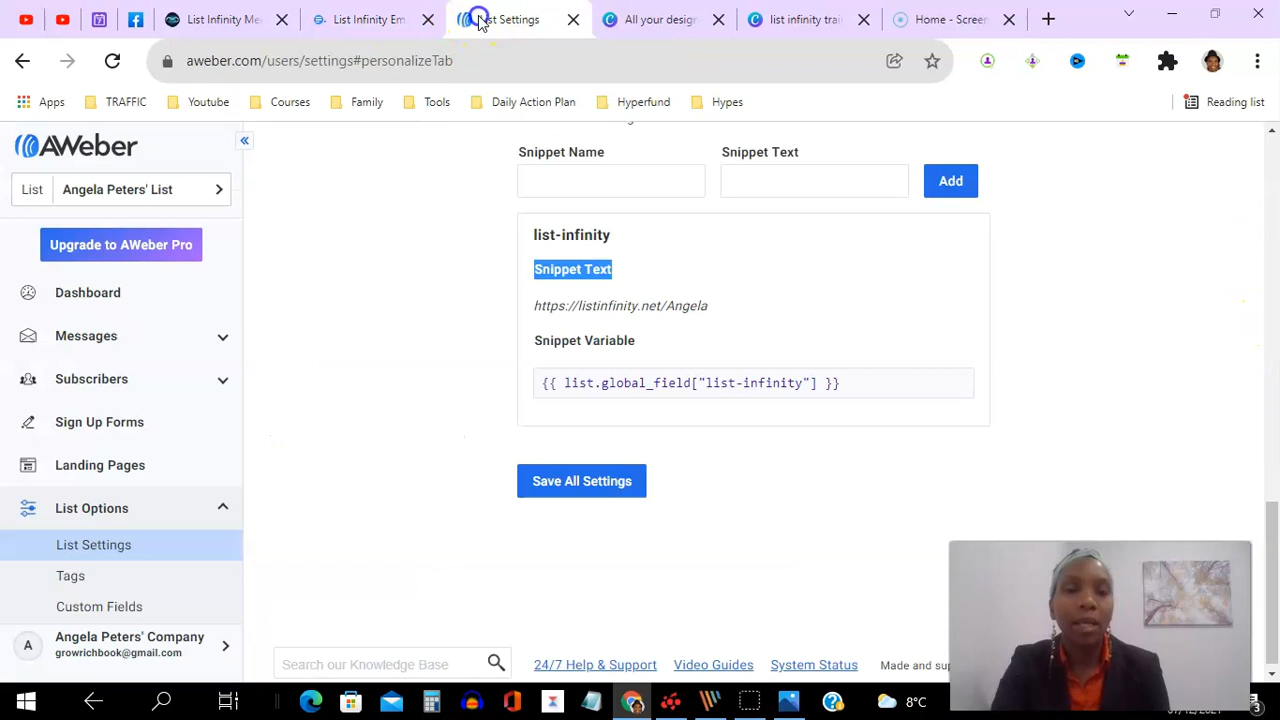 List Infinity Me
List Infinity Em
List Settings
All your design
list infinity trai
Home - Screen
aweber.com/users/settings#personalizeTab
Apps
TRAFFIC
Youtube
Courses
Family
Tools
Daily Action Plan
Hyperfund
Hypes
Reading list
AWeber
List
Angela Peters' List
Upgrade to AWeber Pro
Dashboard
Messages
Subscribers
Sign Up Forms
Landing Pages
List Options
List Settings
Tags
Custom Fields
A
Angela Peters' Company
growrichbook@gmail.com
Snippet Name
Snippet Text
Add
list-infinity
Snippet Text
https://listinfinity.net/Angela
Snippet Variable
{{ list.global_field["list-infinity"] }}
Save All Settings
Search our Knowledge Base
24/7 Help & Support
Video Guides
System Status
Made and sup
8°C